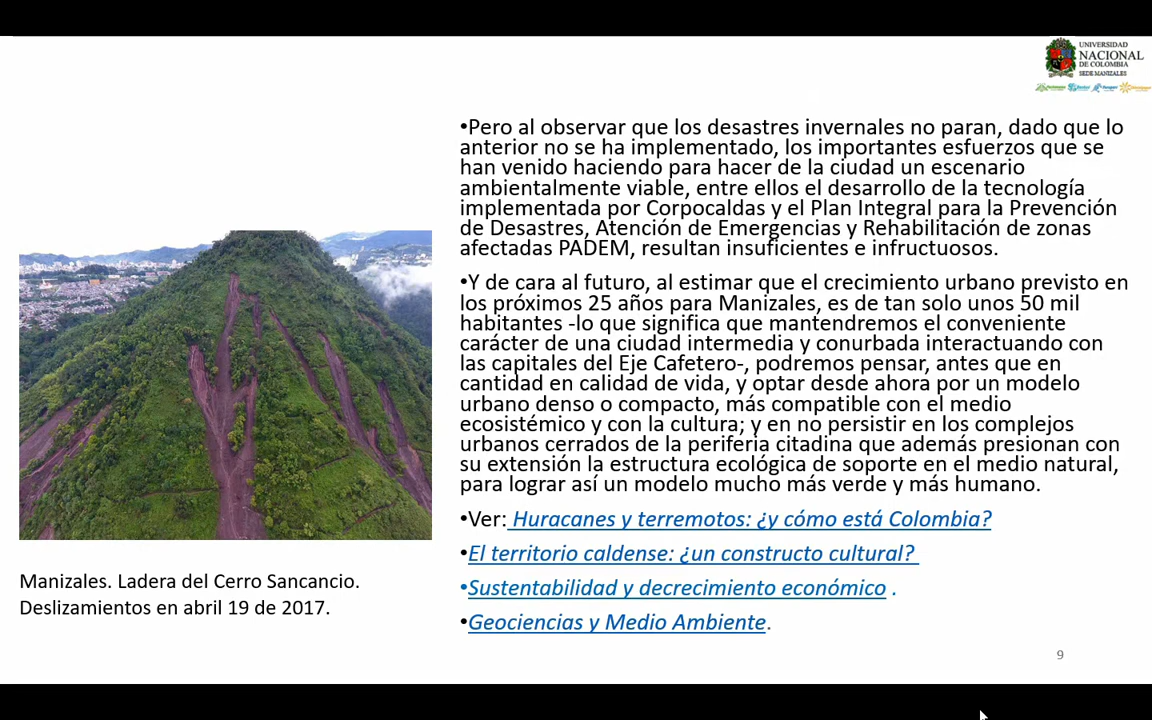 UNIVERSIDAD
NACIONAL
DE COLOMBIA
SEDE MANIZALES
•Pero al observar que los desastres invernales no paran, dado que lo
anterior no se ha implementado, los importantes esfuerzos que se
han venido haciendo para hacer de la ciudad un escenario
ambientalmente viable, entre ellos el desarrollo de la tecnología
implementada por Corpocaldas y el Plan Integral para la Prevención
de Desastres, Atención de Emergencias y Rehabilitación de zonas
afectadas PADEM, resultan insuficientes e infructuosos.
•Y de cara al futuro, al estimar que el crecimiento urbano previsto en
los próximos 25 años para Manizales, es de tan solo unos 50 mil
habitantes -lo que significa que mantendremos el conveniente
carácter de una ciudad intermedia y conurbada interactuando con
las capitales del Eje Cafetero-, podremos pensar, antes que en
cantidad en calidad de vida, y optar desde ahora por un modelo
urbano denso o compacto, más compatible con el medio
ecosistémico y con la cultura; y en no persistir en los complejos
urbanos cerrados de la periferia citadina que además presionan con
su extensión la estructura ecológica de soporte en el medio natural,
para lograr así un modelo mucho más verde y más humano.
•Ver: Huracanes y terremotos: ¿y cómo está Colombia?
•El territorio caldense: ¿un constructo cultural?
•Sustentabilidad y decrecimiento económico .
•Geociencias y Medio Ambiente.
Manizales. Ladera del Cerro Sancancio.
Deslizamientos en abril 19 de 2017.
9